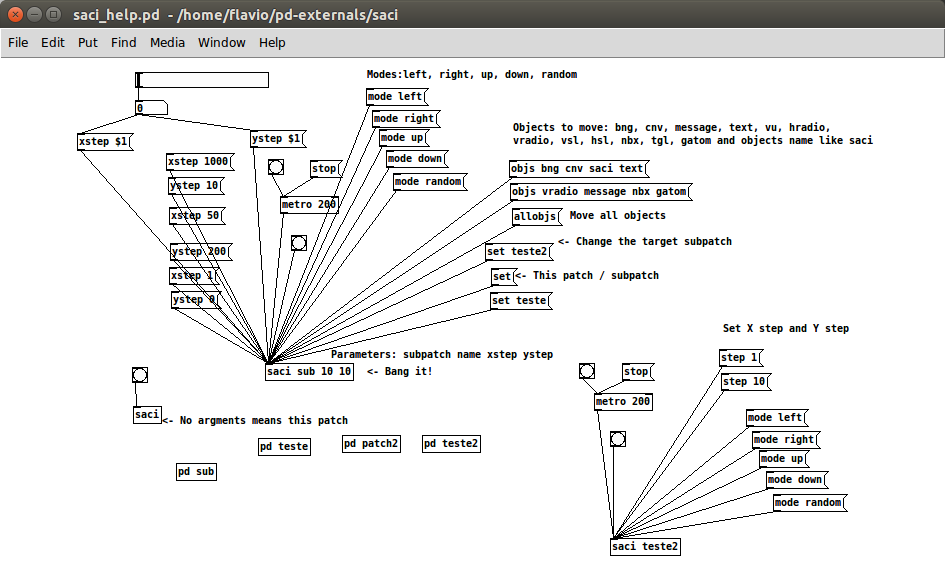 saci_help.pd - /home/flavio/pd-externals/saci
File Edit Put Find Media Window Help
Modes:left, right, up, down, random
mode left
0
mode right
Objects to move: bng, cnv, message, text, vu, hradio,
vradio, vsl, hsl, nbx, tgl, gatom and objects name like saci
xstep $1
ystep $1
mode up
xstep 1000
mode down
stop
objs bng cnv saci text
ystep 10
mode random
objs vradio message nbx gatom
metro 200
xstep 50
allobjs
Move all objects
<- Change the target subpatch
ystep 200
set teste2
xstep 1
set
<- This patch / subpatch
ystep 0
set teste
Set X step and Y step
Parameters: subpatch name xstep ystep
step 1
saci sub 10 10
<- Bang it!
stop
step 10
metro 200
saci
<- No argments means this patch
mode left
pd teste
pd patch2
pd teste2
mode right
mode up
pd sub
mode down
mode random
saci teste2